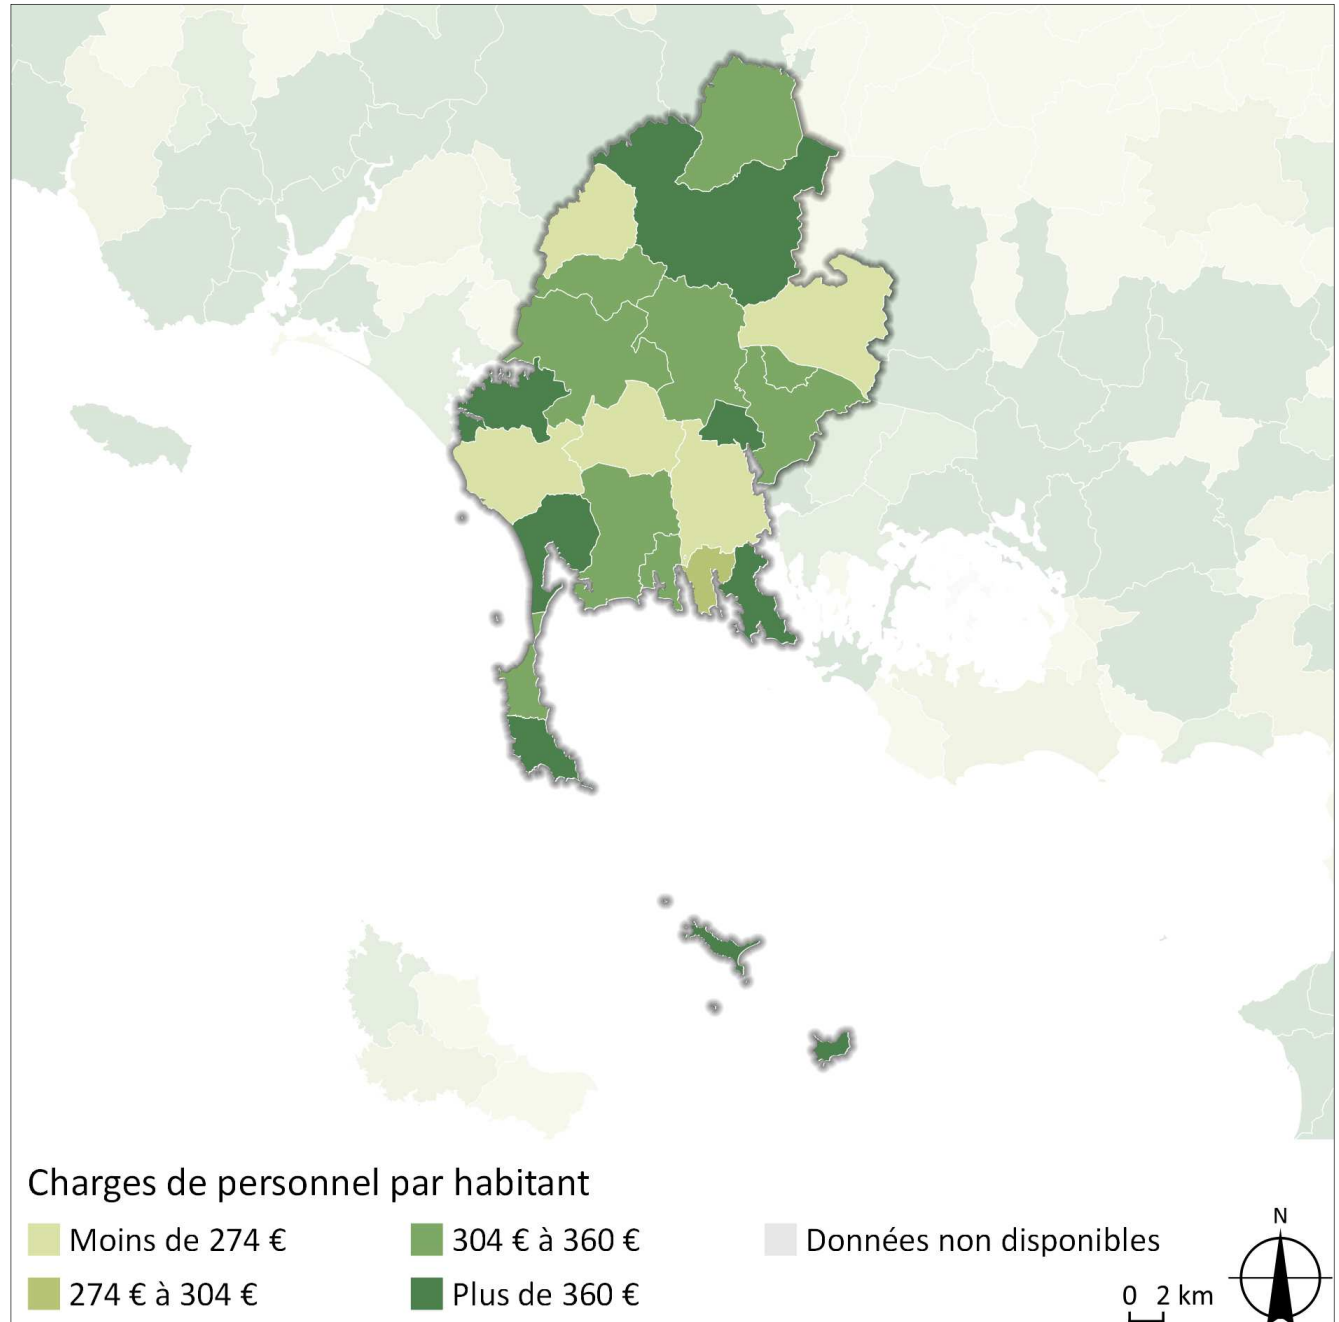 Charges de personnel par habitant
Moins de 274 €
304 € à 360 €
Données non disponibles
274 € à 304 €
Plus de 360 €
0 2 km
N